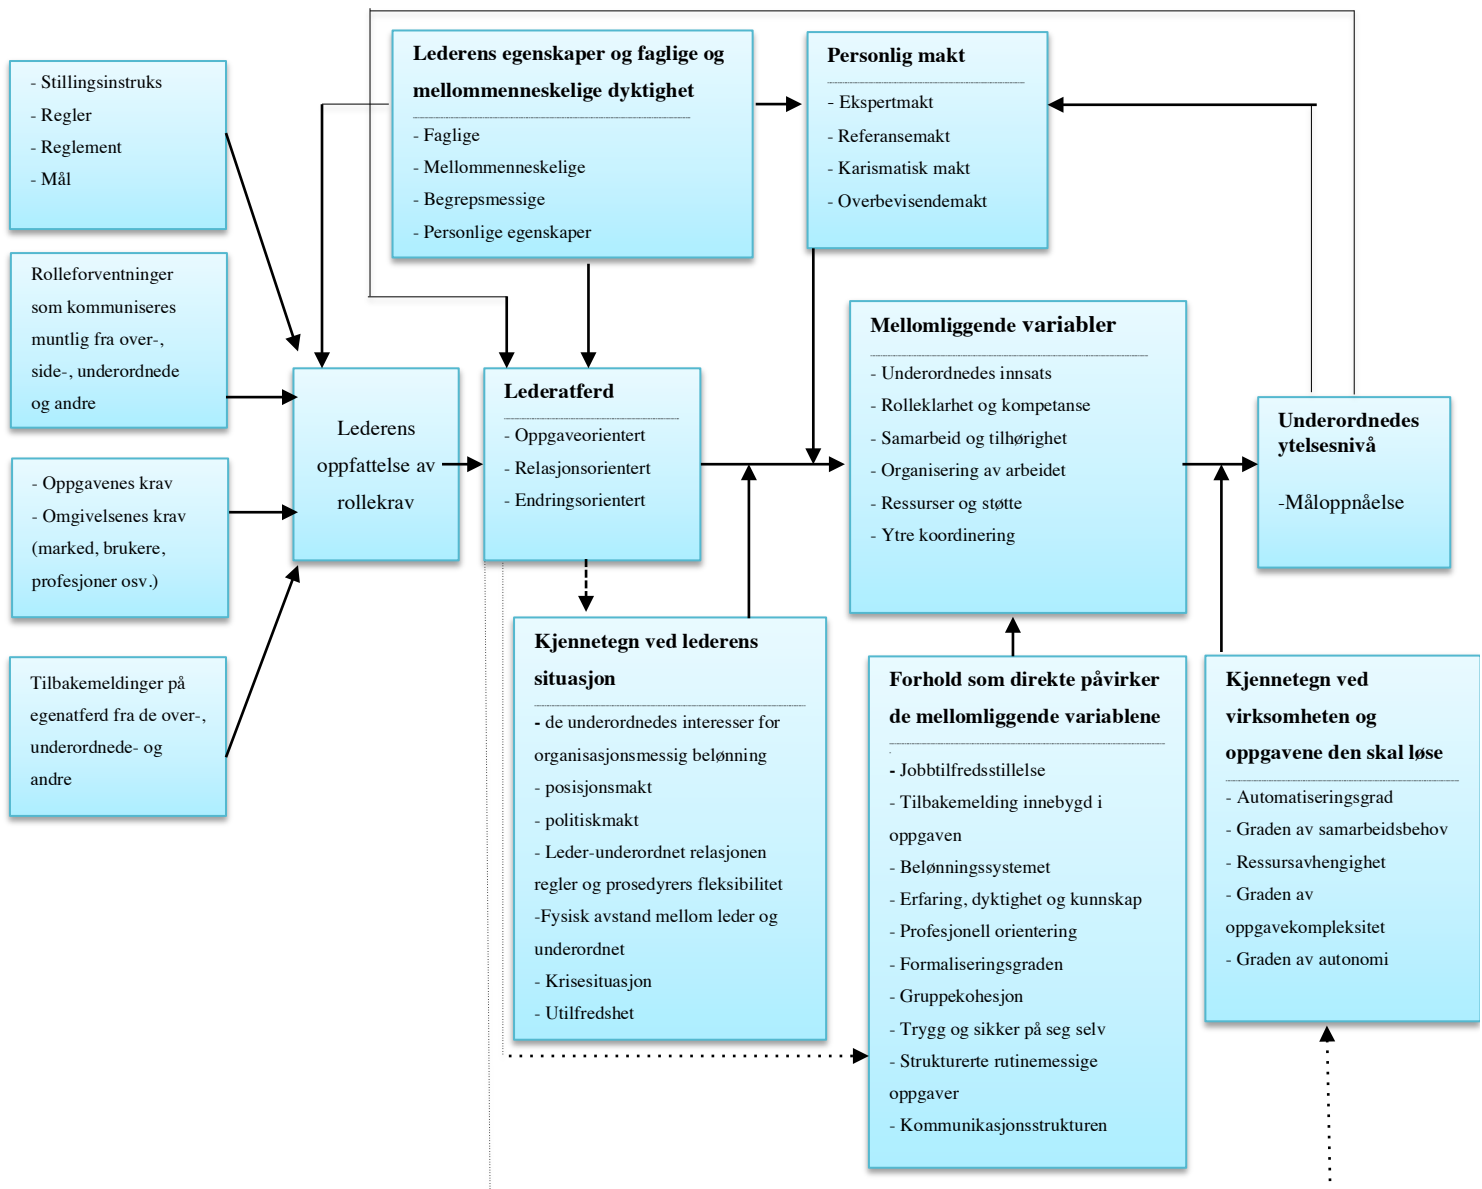 - Stillingsinstruks
- Regler
- Reglement
- Mål
Rolleforventninger
som kommuniseres
muntlig fra over-,
side-, underordnede
og andre
- Oppgavenes krav
- Omgivelsenes krav
(marked, brukere,
profesjoner osv.)
Tilbakemeldinger på
egenatferd fra de over-,
underordnede- og
andre
Lederens
oppfattelse av
rollekrav
Lederens egenskaper og faglige og
mellommenneskelige dyktighet
- Faglige
- Mellommenneskelige
- Begrepsmessige
- Personlige egenskaper
Personlig makt
- Ekspertmakt
- Referansemakt
- Karismatisk makt
- Overbevisendemakt
Lederatferd
- Oppgaveorientert
- Relasjonsorientert
- Endringsorientert
Mellomliggende variabler
- Underordnedes innsats
- Rolleklarhet og kompetanse
- Samarbeid og tilhørighet
- Organisering av arbeidet
- Ressurser og støtte
- Ytre koordinering
Underordnedes
ytelsesnivå
-Måloppnåelse
Kjennetegn ved lederens
situasjon
- de underordnedes interesser for
organisasjonsmessig belønning
- posisjonsmakt
- politiskmakt
- Leder-underordnet relasjonen
regler og prosedyrers fleksibilitet
-Fysisk avstand mellom leder og
underordnet
- Krisesituasjon
- Utilfredshet
Forhold som direkte påvirker
de mellomliggende variablene
- Jobbtilfredsstillelse
- Tilbakemelding innebygd i
oppgaven
- Belønningssystemet
- Erfaring, dyktighet og kunnskap
- Profesjonell orientering
- Formaliseringsgraden
- Gruppekohesjon
- Trygg og sikker på seg selv
- Strukturerte rutinemessige
oppgaver
- Kommunikasjonsstrukturen
Kjennetegn ved
virksomheten og
oppgavene den skal løse
- Automatiseringsgrad
- Graden av samarbeidsbehov
- Ressursavhengighet
- Graden av
oppgavekompleksitet
- Graden av autonomi